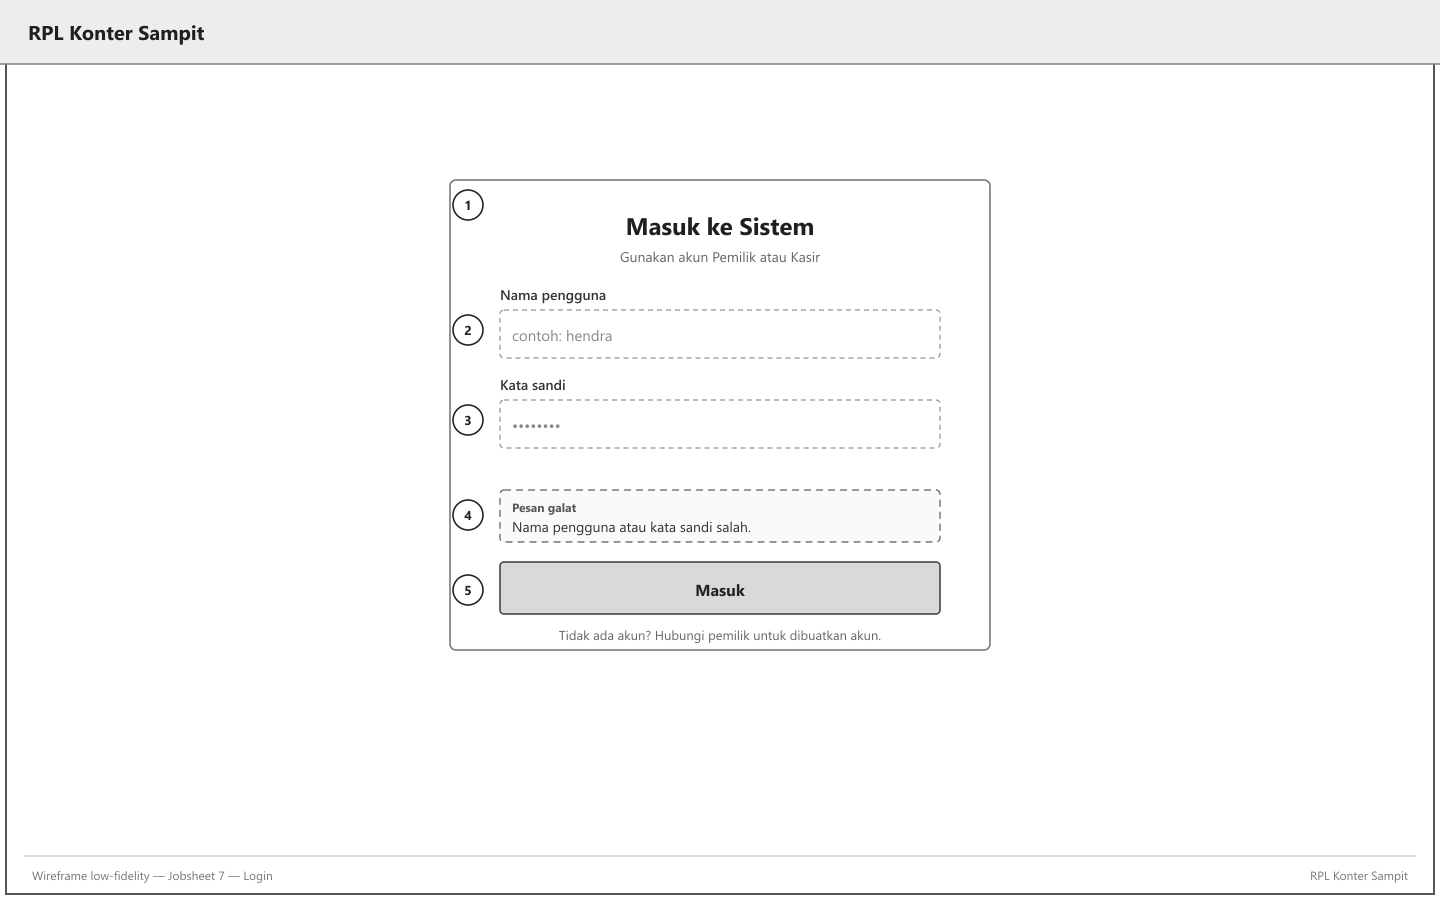 RPL Konter Sampit
1
Masuk ke Sistem
Gunakan akun Pemilik atau Kasir
Nama pengguna
2
contoh: hendra
Kata sandi
3
••••••••
4
Pesan galat
Nama pengguna atau kata sandi salah.
5
Masuk
Tidak ada akun? Hubungi pemilik untuk dibuatkan akun.
Wireframe low-fidelity — Jobsheet 7 — Login
RPL Konter Sampit